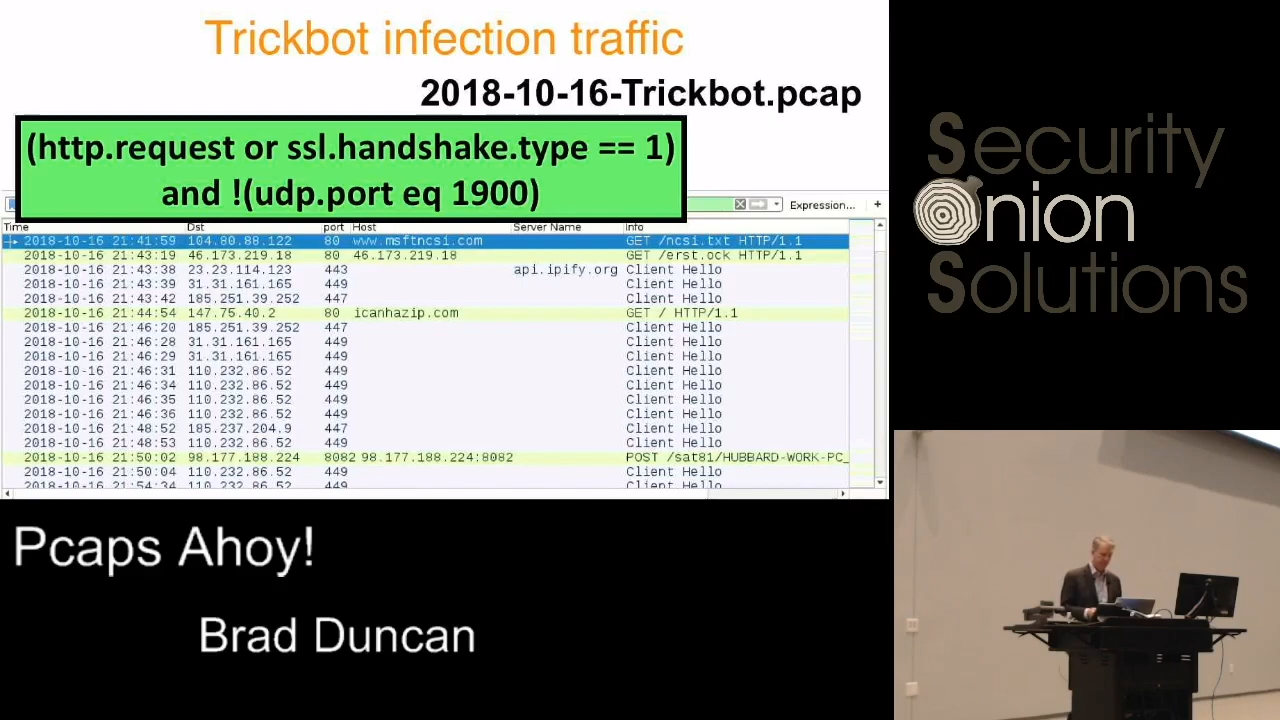 Trickbot infection traffic
2018-10-16-Trickbot.pcap
(http.request or ssl.handshake.type == 1)
and !(udp.port eq 1900)
Expression... +
Time Dst port Host Server Name Info
2018-10-16 21:41:59 104.80.88.122 80 www.msftncsi.com GET /ncsi.txt HTTP/1.1
2018-10-16 21:43:19 46.173.219.18 80 46.173.219.18 GET /erst.ock HTTP/1.1
2018-10-16 21:43:38 23.23.114.123 443 api.ipify.org Client Hello
2018-10-16 21:43:39 31.31.161.165 449 Client Hello
2018-10-16 21:43:42 185.251.39.252 447 Client Hello
2018-10-16 21:44:54 147.75.40.2 80 icanhazip.com GET / HTTP/1.1
2018-10-16 21:46:20 185.251.39.252 447 Client Hello
2018-10-16 21:46:28 31.31.161.165 449 Client Hello
2018-10-16 21:46:29 31.31.161.165 449 Client Hello
2018-10-16 21:46:31 110.232.86.52 449 Client Hello
2018-10-16 21:46:34 110.232.86.52 449 Client Hello
2018-10-16 21:46:35 110.232.86.52 449 Client Hello
2018-10-16 21:46:36 110.232.86.52 449 Client Hello
2018-10-16 21:48:52 185.237.204.9 447 Client Hello
2018-10-16 21:48:53 110.232.86.52 449 Client Hello
2018-10-16 21:50:02 98.177.188.224 8082 98.177.188.224:8082 POST /sat81/HUBBARD-WORK-PC_
2018-10-16 21:50:04 110.232.86.52 449 Client Hello
2018-10-16 21:54:34 110.232.86.52 449 Client Hello
Security
Onion
Solutions
Pcaps Ahoy!
Brad Duncan